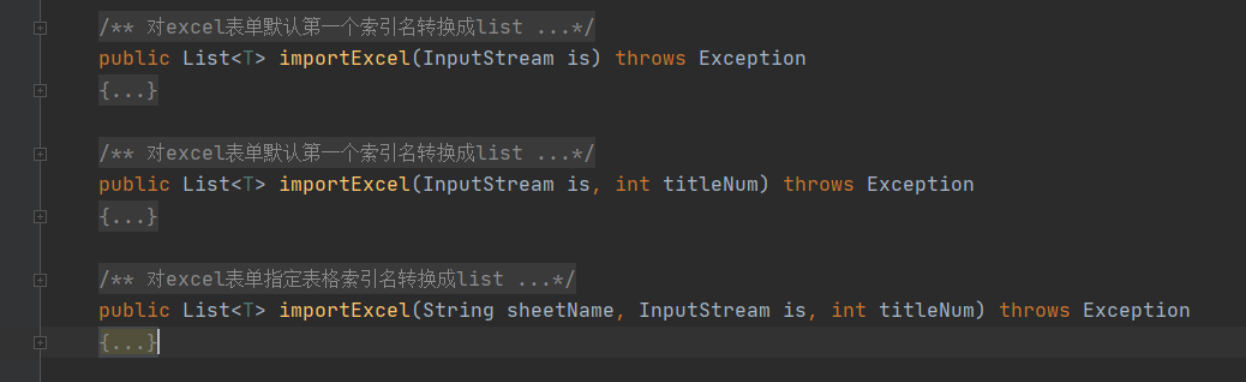 /** 对excel表单默认第一个索引名转换成list ...*/
public List<T> importExcel(InputStream is) throws Exception
{...}
/** 对excel表单默认第一个索引名转换成list ...*/
public List<T> importExcel(InputStream is, int titleNum) throws Exception
{...}
/** 对excel表单指定表格索引名转换成list ...*/
public List<T> importExcel(String sheetName, InputStream is, int titleNum) throws Exception
{...}